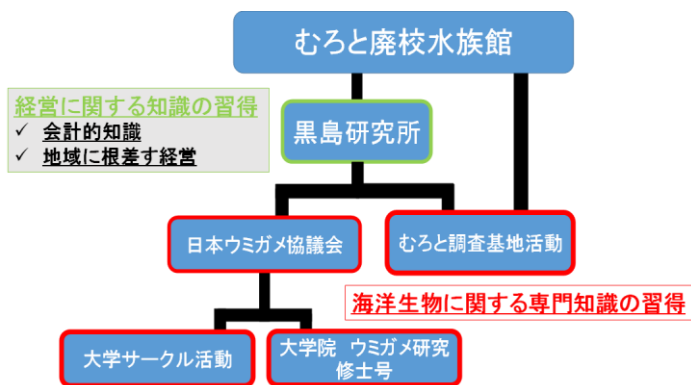 むろと廃校水族館
経営に関する知識の習得
✓ 会計的知識
✓ 地域に根差す経営
黒島研究所
日本ウミガメ協議会
むろと調査基地活動
海洋生物に関する専門知識の習得
大学サークル活動
大学院　ウミガメ研究
修士号